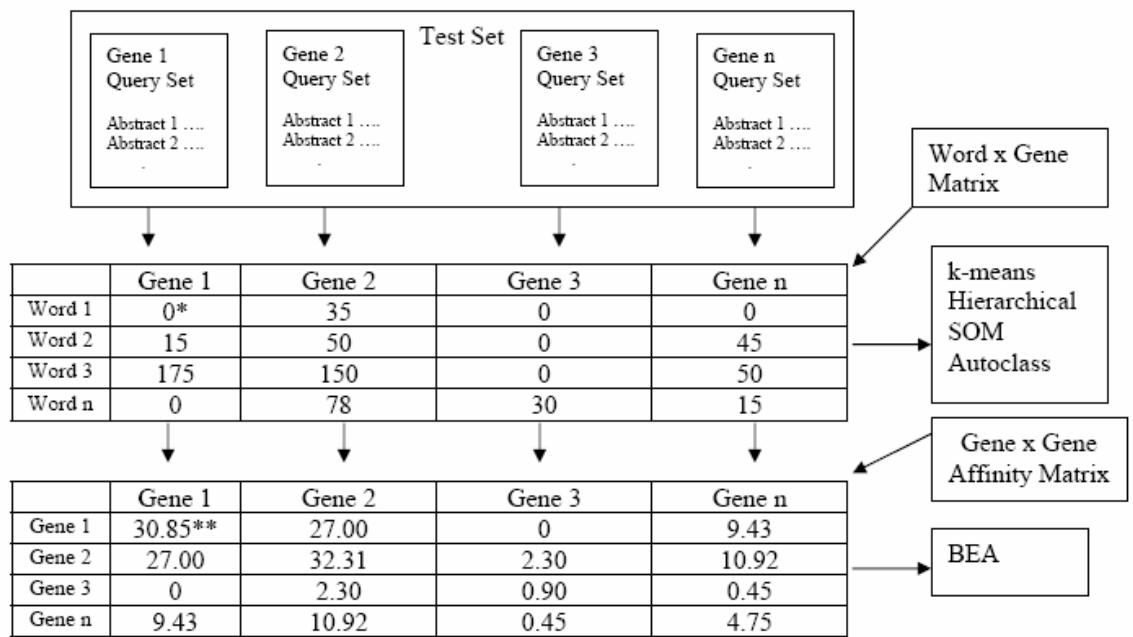 Test Set
Gene 1
Query Set
Abstract 1 ....
Abstract 2 ....
.
Gene 2
Query Set
Abstract 1 ....
Abstract 2 ....
.
Gene 3
Query Set
Abstract 1 ....
Abstract 2 ....
.
Gene n
Query Set
Abstract 1 ....
Abstract 2 ....
.
Word x Gene
Matrix
Gene 1 Gene 2 Gene 3 Gene n
Word 1 0* 35 0 0
Word 2 15 50 0 45
Word 3 175 150 0 50
Word n 0 78 30 15
k-means
Hierarchical
SOM
Autoclass
Gene x Gene
Affinity Matrix
Gene 1 Gene 2 Gene 3 Gene n
Gene 1 30.85** 27.00 0 9.43
Gene 2 27.00 32.31 2.30 10.92
Gene 3 0 2.30 0.90 0.45
Gene n 9.43 10.92 0.45 4.75
BEA